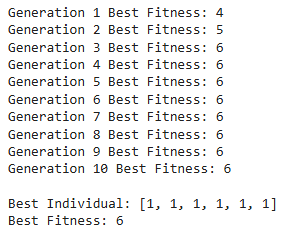 Generation 1 Best Fitness: 4
Generation 2 Best Fitness: 5
Generation 3 Best Fitness: 6
Generation 4 Best Fitness: 6
Generation 5 Best Fitness: 6
Generation 6 Best Fitness: 6
Generation 7 Best Fitness: 6
Generation 8 Best Fitness: 6
Generation 9 Best Fitness: 6
Generation 10 Best Fitness: 6

Best Individual: [1, 1, 1, 1, 1, 1]
Best Fitness: 6